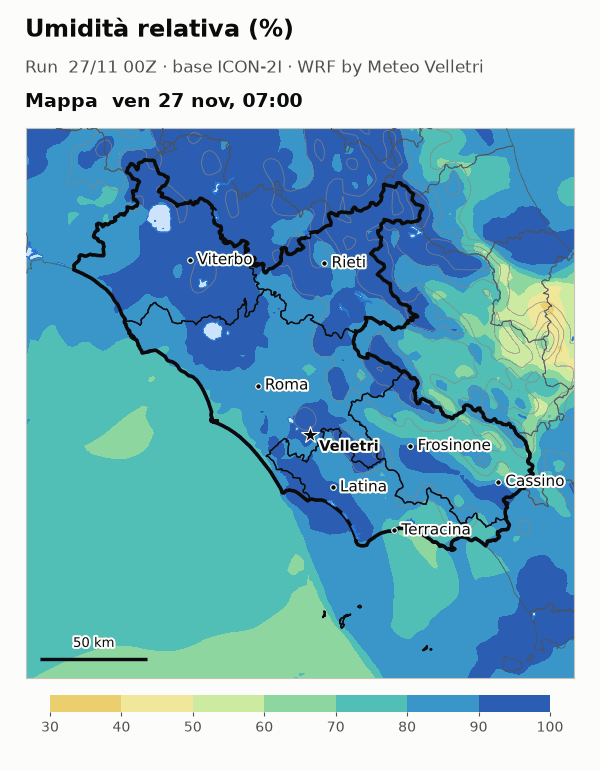 Umidità relativa (%)
Run  27/11 00Z · base ICON-2I · WRF by Meteo Velletri
Mappa  ven 27 nov, 07:00
Viterbo
Rieti
Roma
Velletri
Frosinone
Cassino
Latina
Terracina
50 km
30 40 50 60 70 80 90 100